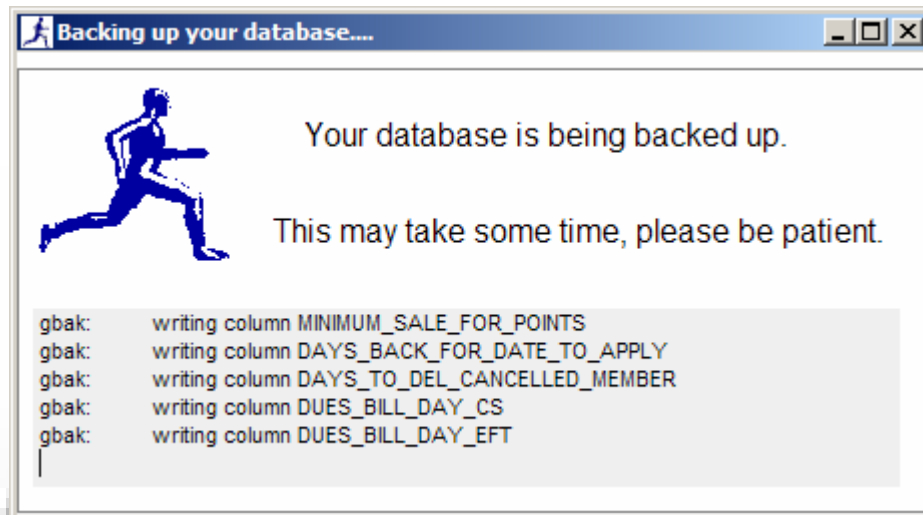 Backing up your database....
Your database is being backed up.
This may take some time, please be patient.
gbak: writing column MINIMUM_SALE_FOR_POINTS
gbak: writing column DAYS_BACK_FOR_DATE_TO_APPLY
gbak: writing column DAYS_TO_DEL_CANCELLED_MEMBER
gbak: writing column DUES_BILL_DAY_CS
gbak: writing column DUES_BILL_DAY_EFT